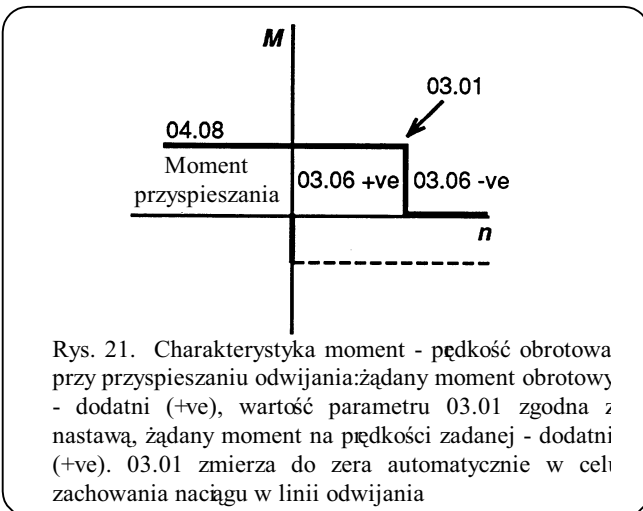 M
03.01
04.08
Moment
przyspieszania
03.06 +ve
03.06 -ve
n
Rys. 21. Charakterystyka moment - prędkość obrotowa
przy przyspieszaniu odwijania:żądany moment obrotowy
- dodatni (+ve), wartość parametru 03.01 zgodna z
nastawą, żądany moment na prędkości zadanej - dodatni
(+ve). 03.01 zmierza do zera automatycznie w celu
zachowania naciągu w linii odwijania